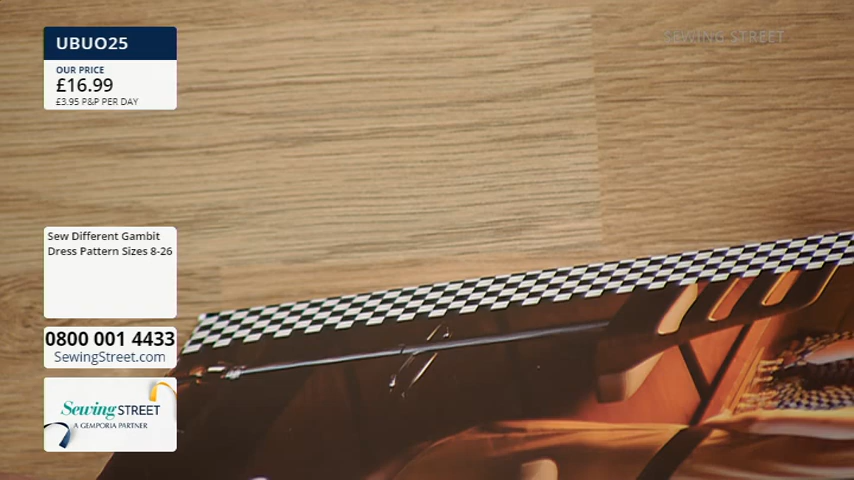 UBUO25
OUR PRICE
£16.99
£3.95 P&P PER DAY
SEWING STREET
Sew Different Gambit
Dress Pattern Sizes 8-26
0800 001 4433
SewingStreet.com
Sewing STREET
A GEMPORIA PARTNER